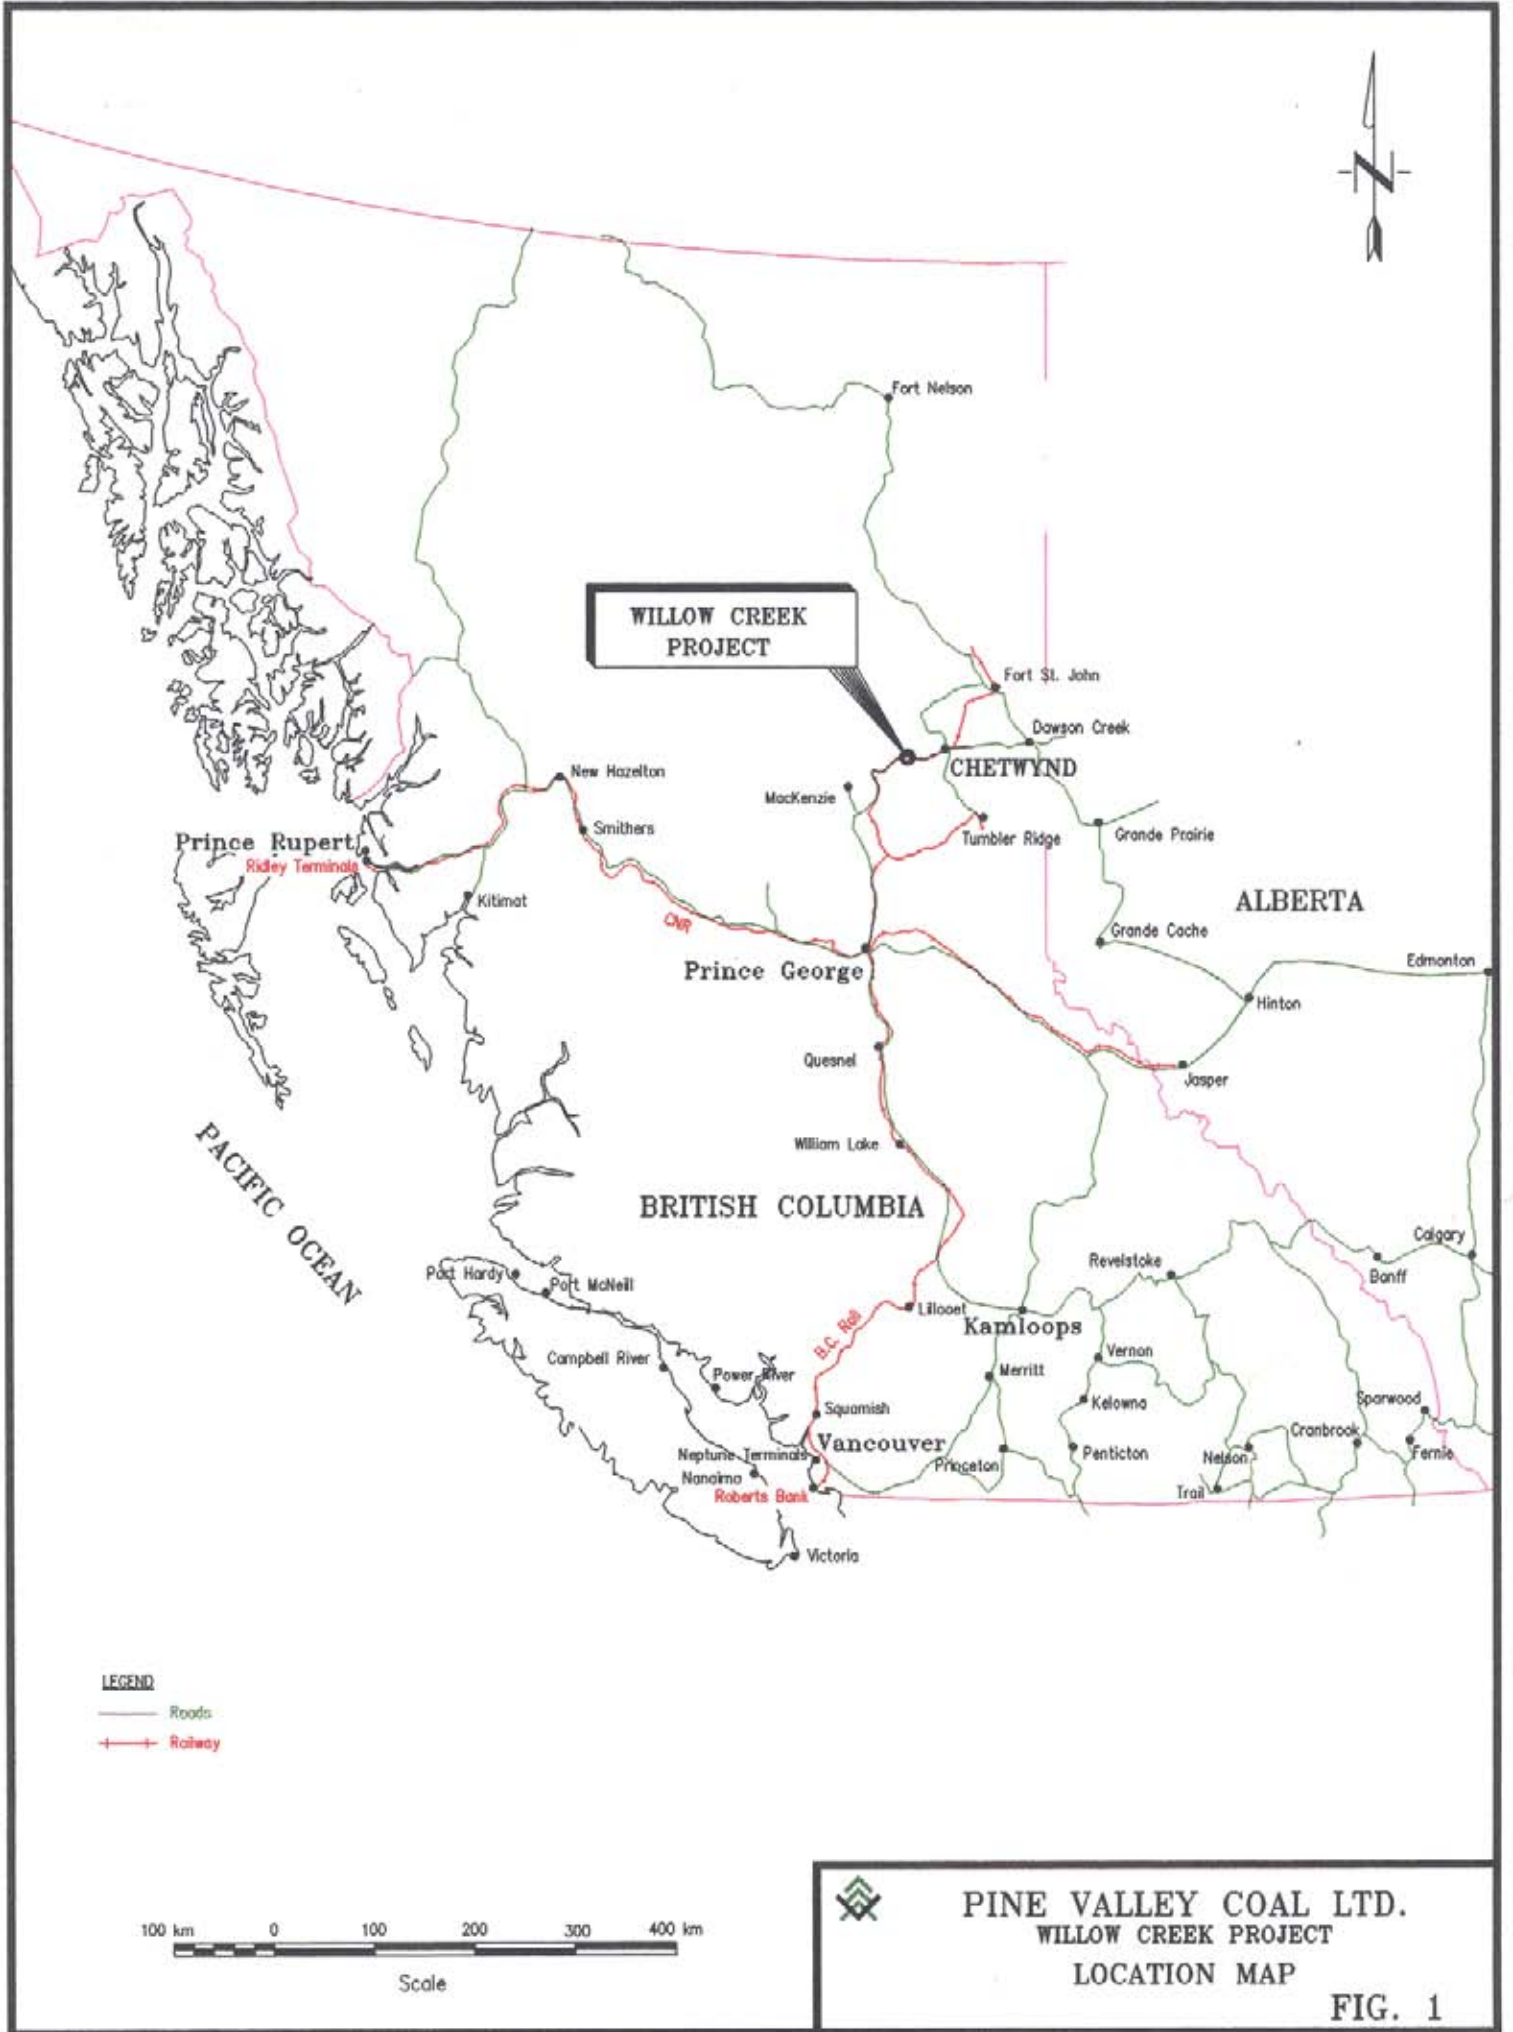 N
Fort Nelson
WILLOW CREEK
PROJECT
Fort St. John
Dawson Creek
CHETWYND
New Hazelton
MacKenzie
Smithers
Tumbler Ridge
Grande Prairie
Prince Rupert
Ridley Terminals
Kitimat
CNR
ALBERTA
Grande Cache
Edmonton
Prince George
Hinton
Quesnel
Jasper
William Lake
PACIFIC OCEAN
BRITISH COLUMBIA
Calgary
Revelstoke
Banff
Port Hardy
Port McNeill
Lillooet
Kamloops
B.C. Rail
Campbell River
Vernon
Power River
Merritt
Kelowna
Sparwood
Squamish
Cranbrook
Vancouver
Neptune Terminals
Princeton
Penticton
Nelson
Fernie
Nanaimo
Roberts Bank
Trail
Victoria
LEGEND
Roads
Railway
100 km 0 100 200 300 400 km
Scale
PINE VALLEY COAL LTD.
WILLOW CREEK PROJECT
LOCATION MAP
FIG. 1